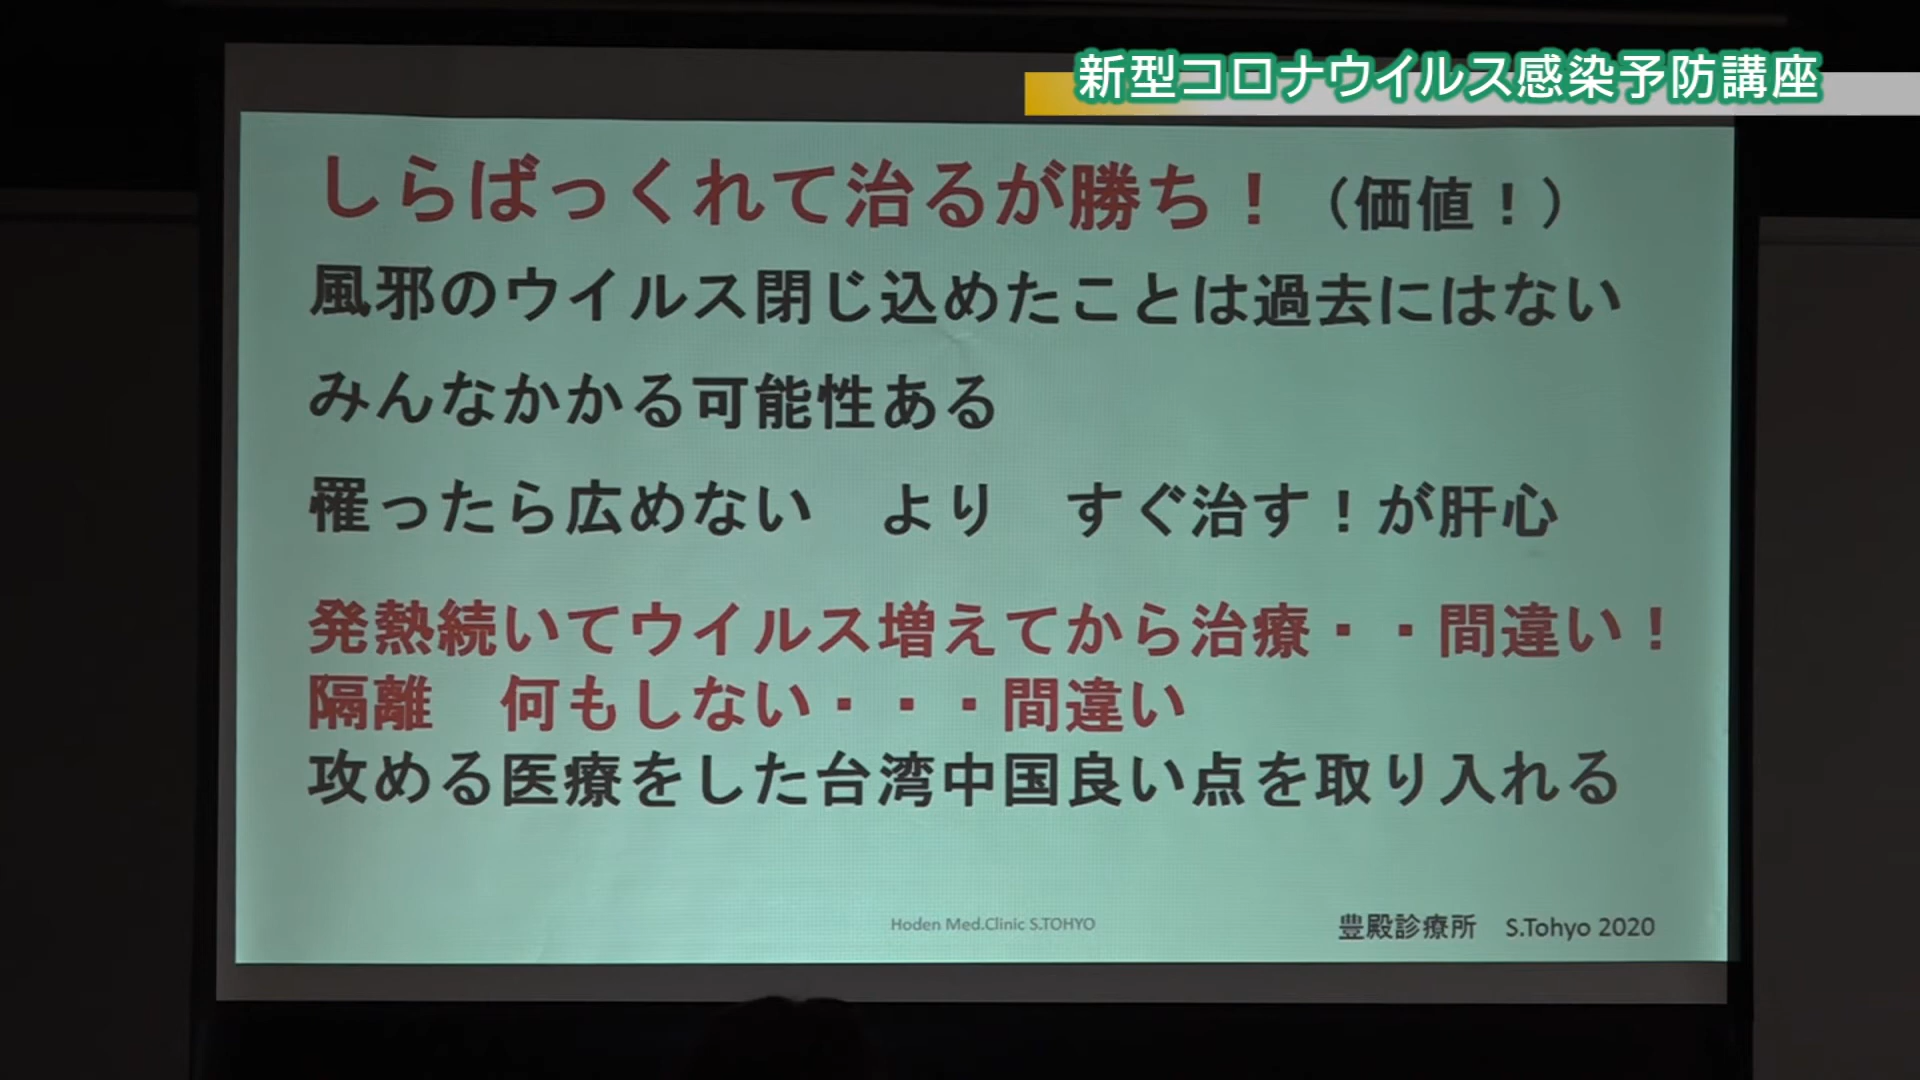 新型コロナウイルス感染予防講座
しらばっくれて治るが勝ち！（価値！）
風邪のウイルス閉じ込めたことは過去にはない
みんなかかる可能性ある
罹ったら広めない　より　すぐ治す！が肝心
発熱続いてウイルス増えてから治療・・間違い！
隔離　何もしない・・・間違い
攻める医療をした台湾中国良い点を取り入れる
Hoden Med.Clinic S.TOHYO
豊殿診療所　S.Tohyo 2020